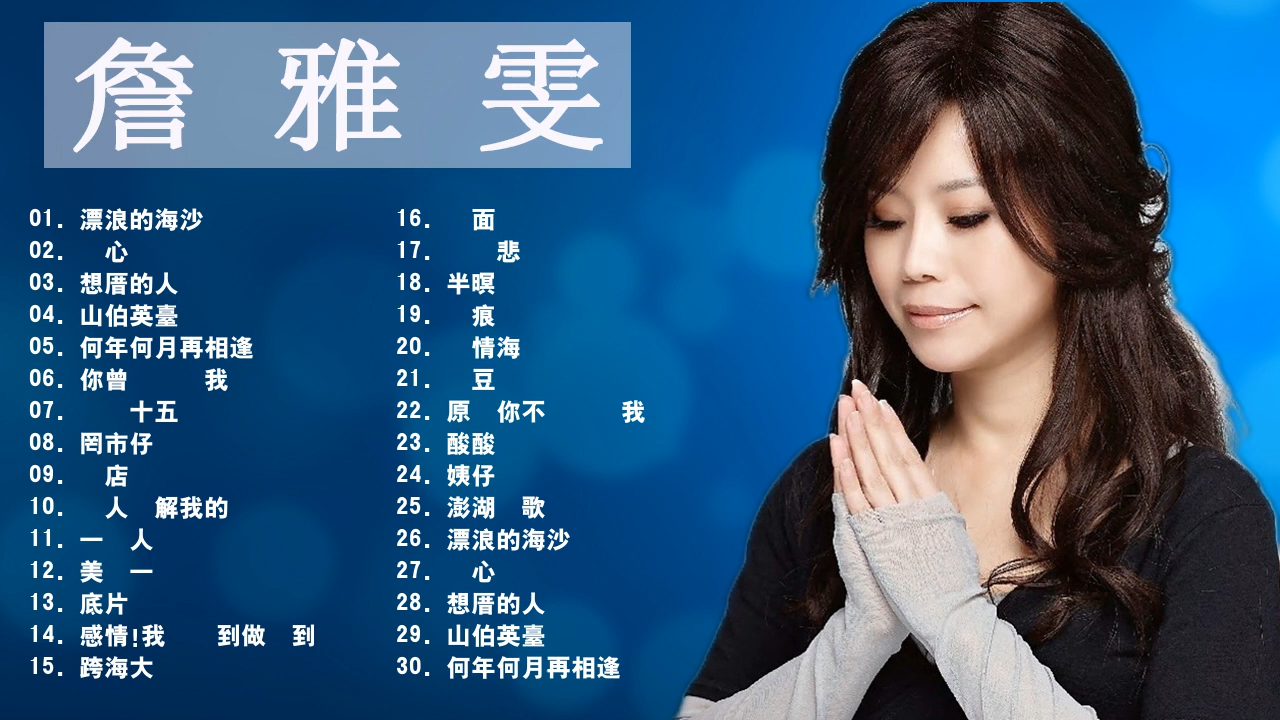 詹雅雯
01. 漂浪的海沙
02. 　心
03. 想厝的人
04. 山伯英臺
05. 何年何月再相逢
06. 你曾　　　我
07. 　　十五
08. 罔市仔
09. 　店
10. 　人　解我的
11. 一　人
12. 美　一
13. 底片
14. 感情!我　　到做　到
15. 跨海大
16. 　面
17. 　　悲
18. 半暝
19. 　痕
20. 　情海
21. 　豆
22. 原　你不　　　我
23. 酸酸
24. 姨仔
25. 澎湖　歌
26. 漂浪的海沙
27. 　心
28. 想厝的人
29. 山伯英臺
30. 何年何月再相逢